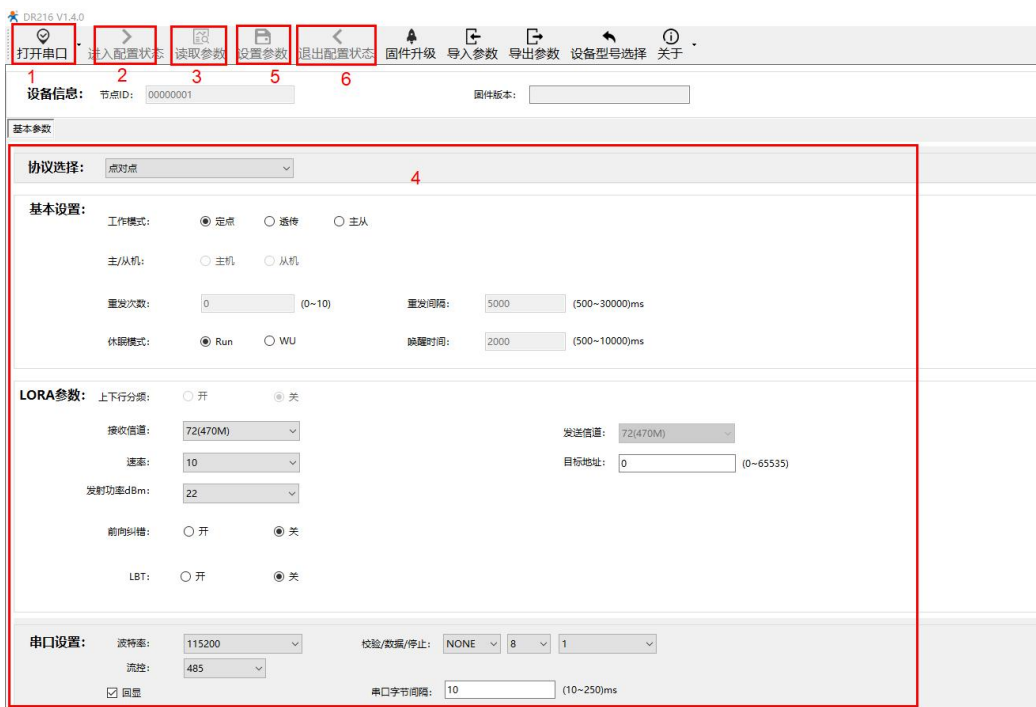 DR216 V1.4.0
打开串口 进入配置状态 读取参数 设置参数 退出配置状态 固件升级 导入参数 导出参数 设备型号选择 关于
1 2 3 5 6
设备信息: 节点ID: 00000001 固件版本:
基本参数
协议选择: 点对点
4
基本设置:
工作模式: 定点 透传 主从
主/从机: 主机 从机
重发次数: 0 (0~10) 重发间隔: 5000 (500~30000)ms
休眠模式: Run WU 唤醒时间: 2000 (500~10000)ms
LORA参数: 上下行分频: 开 关
接收信道: 72(470M) 发送信道: 72(470M)
速率: 10 目标地址: 0 (0~65535)
发射功率dBm: 22
前向纠错: 开 关
LBT: 开 关
串口设置: 波特率: 115200 校验/数据/停止: NONE 8 1
流控: 485
回显 串口字节间隔: 10 (10~250)ms